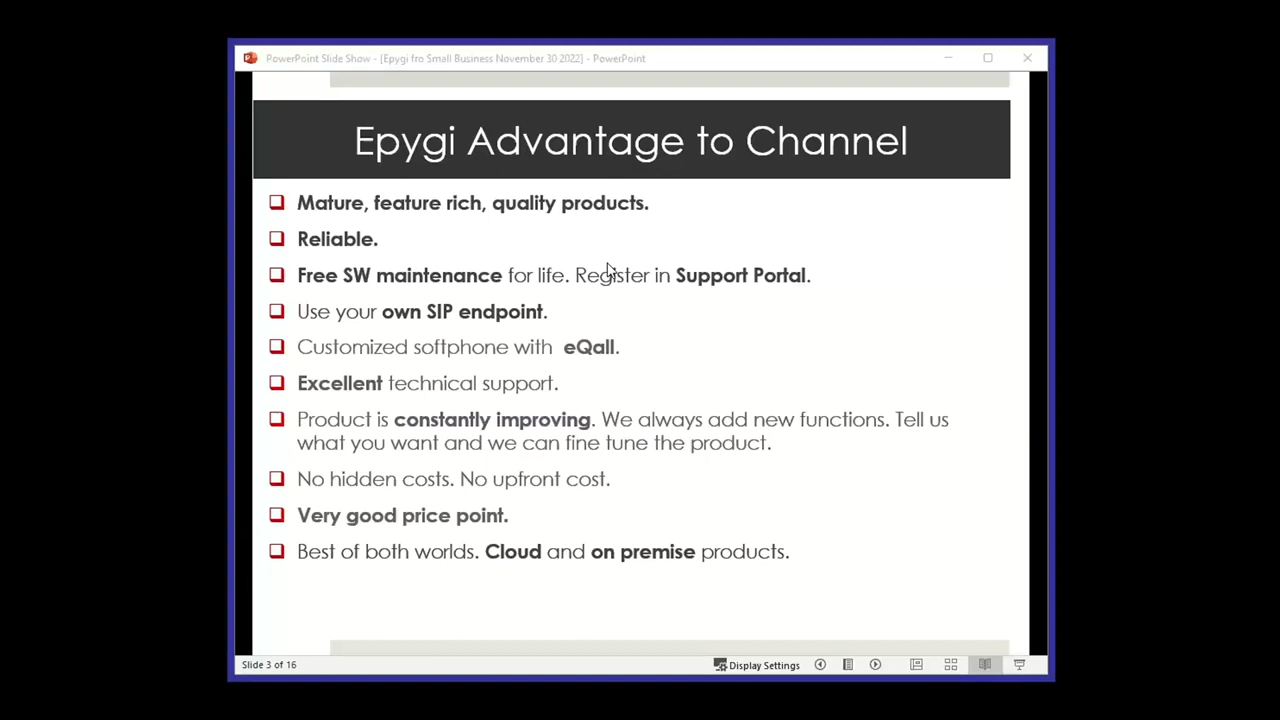 PowerPoint Slide Show - [Epygi fro Small Business November 30 2022] - PowerPoint
Epygi Advantage to Channel
Mature, feature rich, quality products.
Reliable.
Free SW maintenance for life. Register in Support Portal.
Use your own SIP endpoint.
Customized softphone with eQall.
Excellent technical support.
Product is constantly improving. We always add new functions. Tell us
what you want and we can fine tune the product.
No hidden costs. No upfront cost.
Very good price point.
Best of both worlds. Cloud and on premise products.
Slide 3 of 16
Display Settings